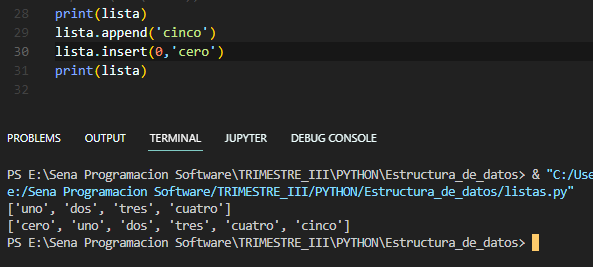 28 print(lista)
29 lista.append('cinco')
30 lista.insert(0,'cero')
31 print(lista)
32
PROBLEMS OUTPUT TERMINAL JUPYTER DEBUG CONSOLE
PS E:\Sena Programacion Software\TRIMESTRE_III\PYTHON\Estructura_de_datos> & "C:/Use
e:/Sena Programacion Software/TRIMESTRE_III/PYTHON/Estructura_de_datos/listas.py"
['uno', 'dos', 'tres', 'cuatro']
['cero', 'uno', 'dos', 'tres', 'cuatro', 'cinco']
PS E:\Sena Programacion Software\TRIMESTRE_III\PYTHON\Estructura_de_datos>